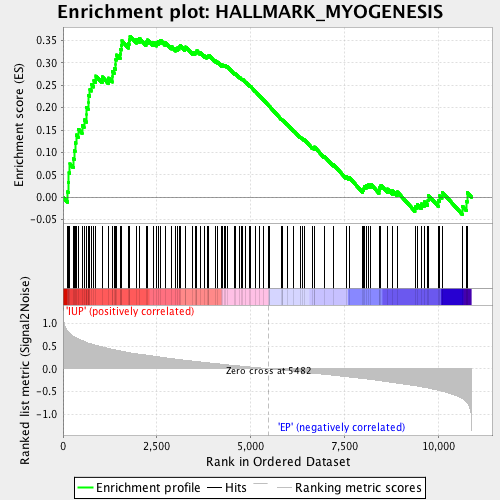 Enrichment plot: HALLMARK_MYOGENESIS
Enrichment score (ES)
0.35
0.30
0.25
0.20
0.15
0.10
0.05
0.00
-0.05
'IUP' (positively correlated)
Ranked list metric (Signal2Noise)
1.0
0.5
0.0
-0.5
-1.0
Zero cross at 5482
'EP' (negatively correlated)
0
2,500
5,000
7,500
10,000
Rank in Ordered Dataset
Enrichment profile
Hits
Ranking metric scores